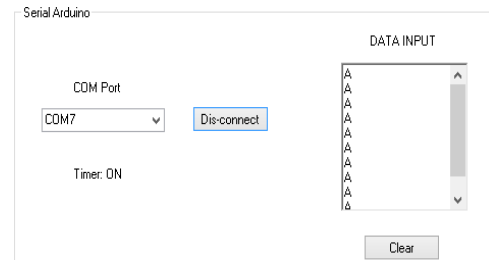 Serial Arduino
DATA INPUT
COM Port
COM7
Dis-connect
Timer: ON
A
A
A
A
A
A
A
A
A
A
Clear